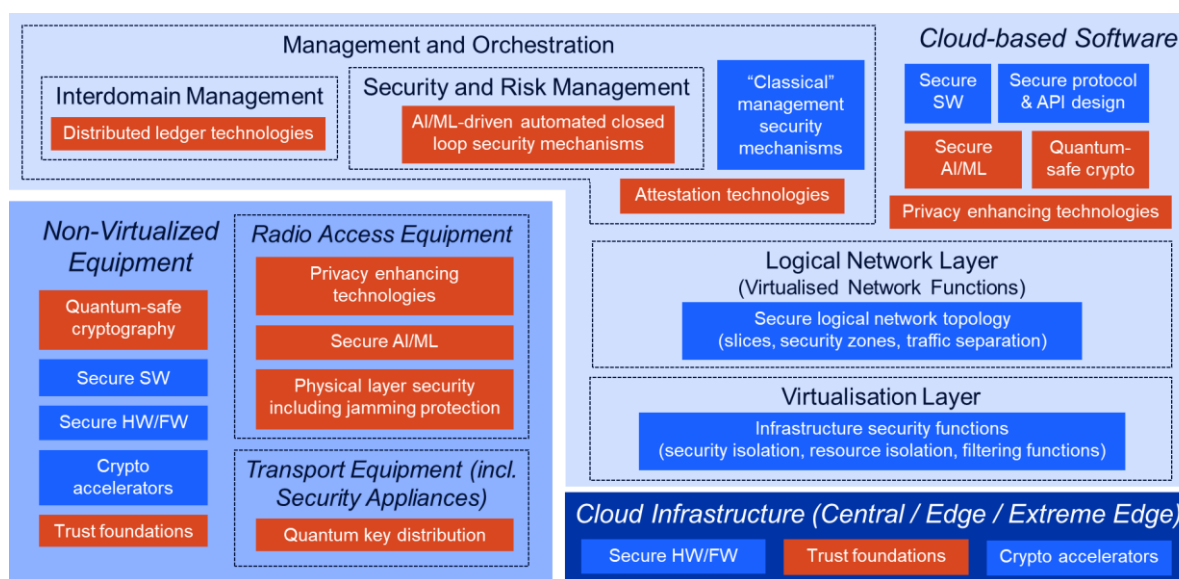 Management and Orchestration
Interdomain Management
Distributed ledger technologies
Security and Risk Management
AI/ML-driven automated closed
loop security mechanisms
“Classical”
management
security
mechanisms
Attestation technologies
Cloud-based Software
Secure
SW
Secure protocol
& API design
Secure
AI/ML
Quantum-
safe crypto
Privacy enhancing technologies
Non-Virtualized
Equipment
Quantum-safe
cryptography
Secure SW
Secure HW/FW
Crypto
accelerators
Trust foundations
Radio Access Equipment
Privacy enhancing
technologies
Secure AI/ML
Physical layer security
including jamming protection
Transport Equipment (incl.
Security Appliances)
Quantum key distribution
Logical Network Layer
(Virtualised Network Functions)
Secure logical network topology
(slices, security zones, traffic separation)
Virtualisation Layer
Infrastructure security functions
(security isolation, resource isolation, filtering functions)
Cloud Infrastructure (Central / Edge / Extreme Edge)
Secure HW/FW
Trust foundations
Crypto accelerators